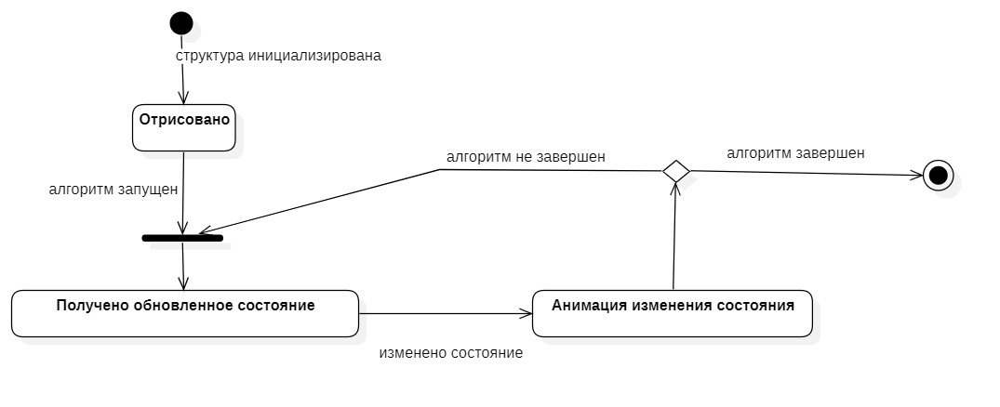 структура инициализирована
Отрисовано
алгоритм не завершен
алгоритм завершен
алгоритм запущен
Получено обновленное состояние
Анимация изменения состояния
изменено состояние